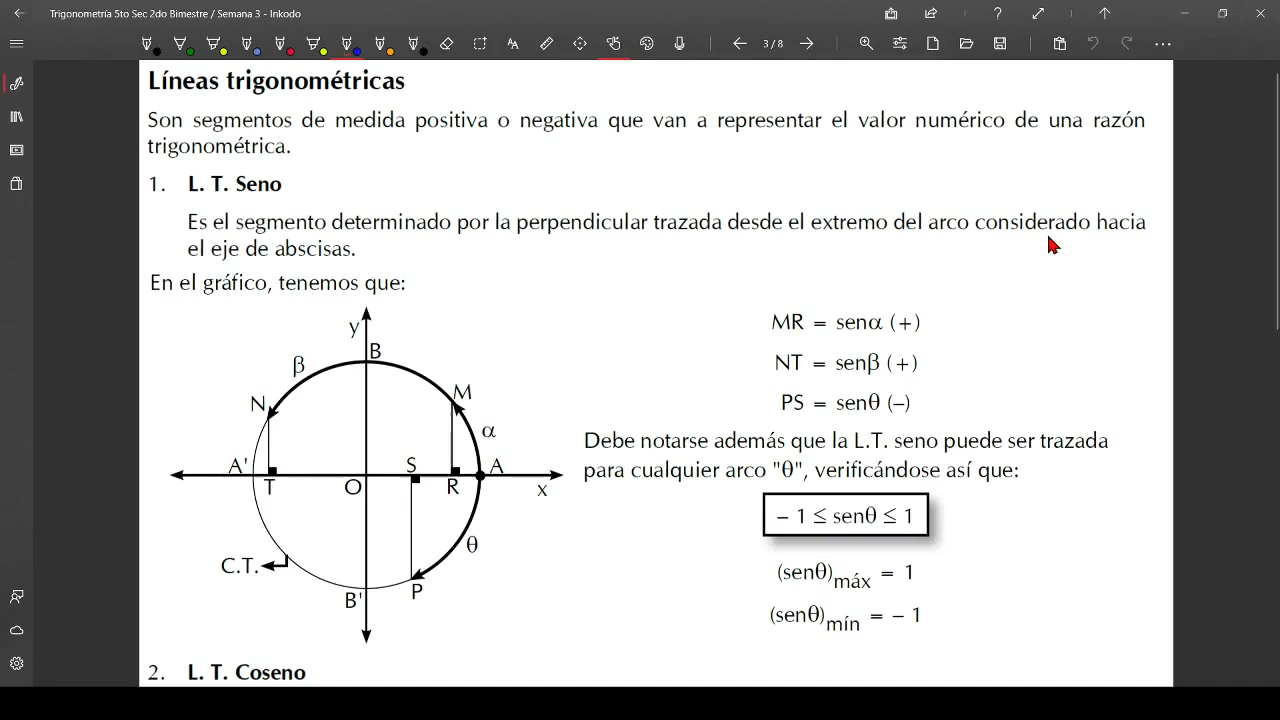 Trigonometría 5to Sec 2do Bimestre / Semana 3 - Inkodo
3 / 8
Líneas trigonométricas
Son segmentos de medida positiva o negativa que van a representar el valor numérico de una razón
trigonométrica.
1. L. T. Seno
Es el segmento determinado por la perpendicular trazada desde el extremo del arco considerado hacia
el eje de abscisas.
En el gráfico, tenemos que:
y
B
β
N
M
α
A'
S
A
T
O
R
x
θ
C.T.
B'
P
MR = senα (+)
NT = senβ (+)
PS = senθ (–)
Debe notarse además que la L.T. seno puede ser trazada
para cualquier arco "θ", verificándose así que:
– 1 ≤ senθ ≤ 1
(senθ)máx = 1
(senθ)mín = – 1
2. L. T. Coseno